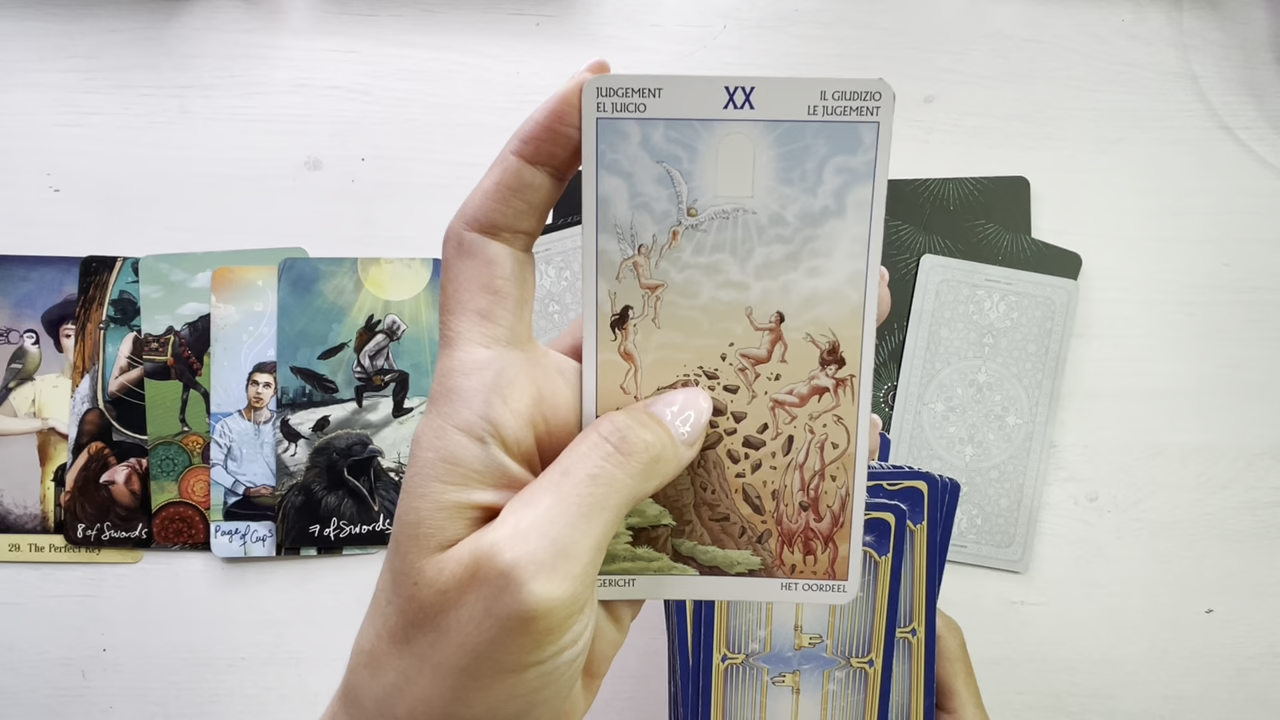 JUDGEMENT
EL JUICIO
XX
IL GIUDIZIO
LE JUGEMENT
GERICHT
HET OORDEEL
8 of Swords
Page of Cups
7 of Swords
29. The Perfect Key